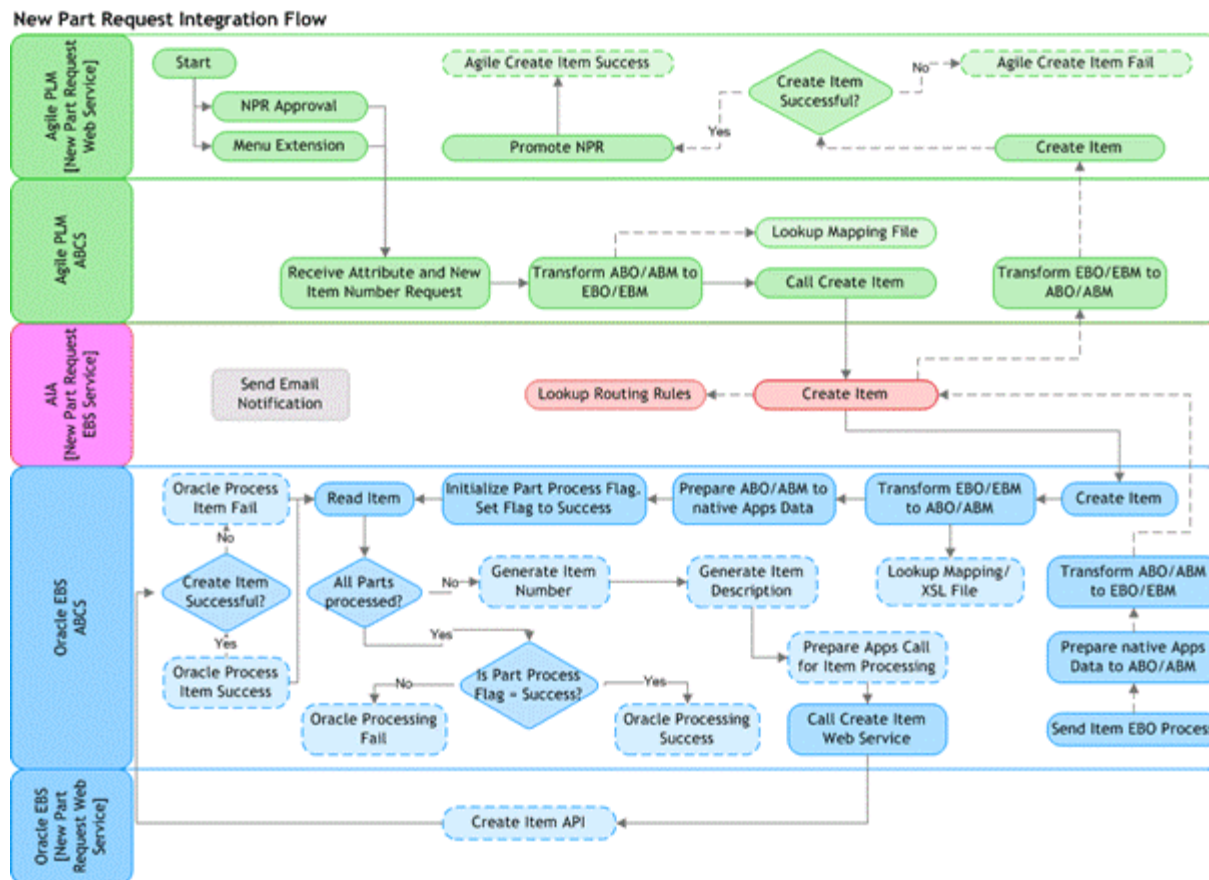 New Part Request Integration Flow
Agile PLM
[New Part Request
Web Service]
Start
NPR Approval
Menu Extension
Agile Create Item Success
Promote NPR
Yes
Create Item
Successful?
No
Agile Create Item Fail
Create Item
Agile PLM
ABCS
Receive Attribute and New
Item Number Request
Transform ABO/ABM to
EBO/EBM
Lookup Mapping File
Call Create Item
Transform EBO/EBM to
ABO/ABM
AIA
[New Part Request
EBS Service]
Send Email
Notification
Lookup Routing Rules
Create Item
Oracle EBS
ABCS
Oracle Process
Item Fail
No
Create Item
Successful?
Yes
Oracle Process
Item Success
Read Item
Initialize Part Process Flag.
Set Flag to Success
Prepare ABO/ABM to
native Apps Data
Transform EBO/EBM
to ABO/ABM
Create Item
All Parts
processed?
No
Generate Item
Number
Generate Item
Description
Lookup Mapping/
XSL File
Transform ABO/ABM
to EBO/EBM
Yes
Is Part Process
Flag = Success?
No
Yes
Oracle Processing
Fail
Oracle Processing
Success
Prepare Apps Call
for Item Processing
Call Create Item
Web Service
Prepare native Apps
Data to ABO/ABM
Send Item EBO Process
Oracle EBS
[New Part
Request Web
Service]
Create Item API